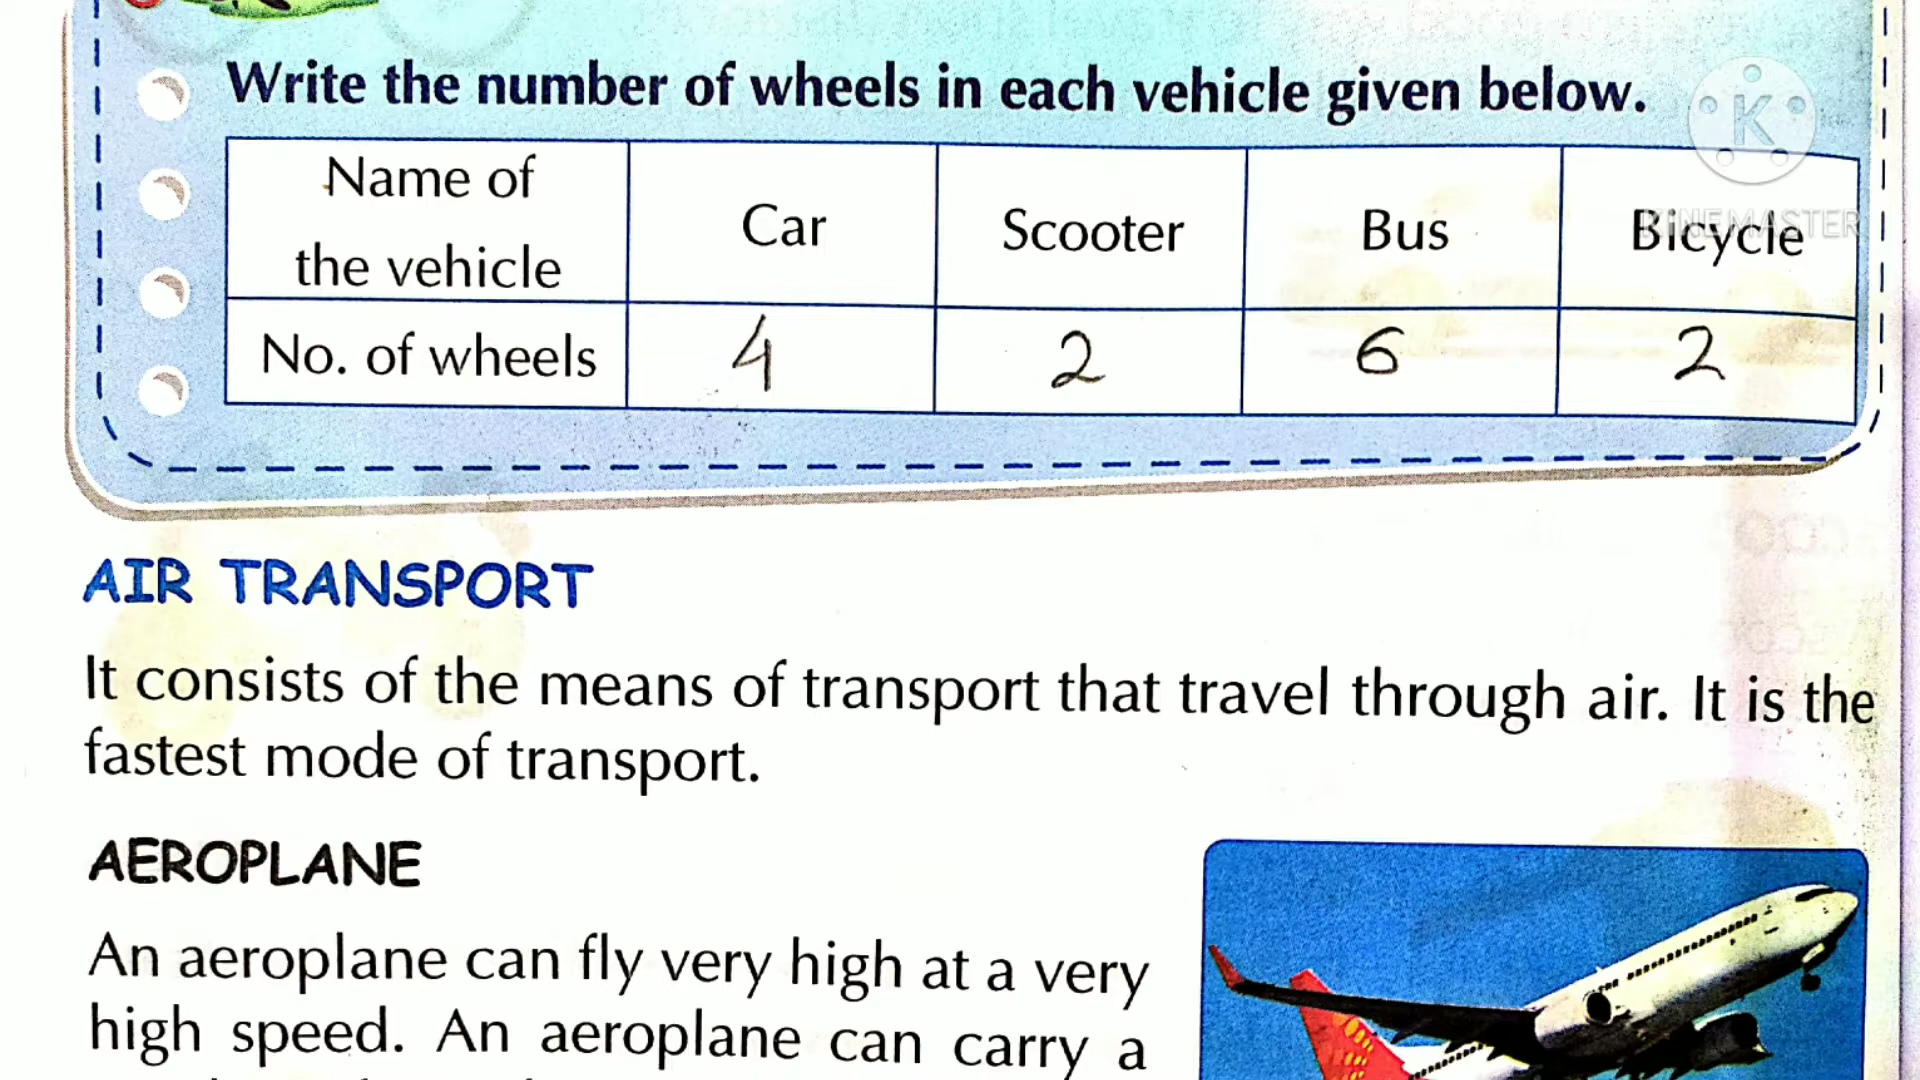 Write the number of wheels in each vehicle given below.
K
KINEMASTER
Name of
the vehicle
Car
Scooter
Bus
Bicycle
No. of wheels
4
2
6
2
AIR TRANSPORT
It consists of the means of transport that travel through air. It is the
fastest mode of transport.
AEROPLANE
An aeroplane can fly very high at a very
high speed. An aeroplane can carry a